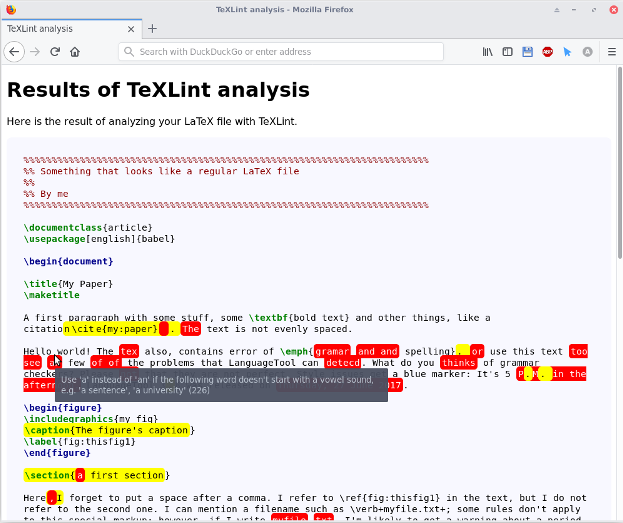 TeXLint analysis - Mozilla Firefox
TeXLint analysis
Search with DuckDuckGo or enter address
ABP
Results of TeXLint analysis
Here is the result of analyzing your LaTeX file with TeXLint.
%%%%%%%%%%%%%%%%%%%%%%%%%%%%%%%%%%%%%%%%%%%%%%%%%%%%%%%%%%%%%%%%%%%%%%%%%%
%% Something that looks like a regular LaTeX file
%%
%% By me
%%%%%%%%%%%%%%%%%%%%%%%%%%%%%%%%%%%%%%%%%%%%%%%%%%%%%%%%%%%%%%%%%%%%%%%%%%
\documentclass{article}
\usepackage[english]{babel}
\begin{document}
\title{My Paper}
\maketitle
A first paragraph with some stuff, some \textbf{bold text} and other things, like a
citation\cite{my:paper} . The text is not evenly spaced.
Hello world! The tex also, contains error of \emph{gramar and and spelling}. or use this text too
see few of of the problems that LanguageTool can detecd. What do you thinks of grammar
a blue marker: It's 5 P.M. in the
017.
Use 'a' instead of 'an' if the following word doesn't start with a vowel sound,
e.g. 'a sentence', 'a university' (226)
\begin{figure}
\includegraphics{my_fig}
\caption{The figure's caption}
\label{fig:thisfig1}
\end{figure}
\section{a first section}
Here,I forget to put a space after a comma. I refer to \ref{fig:thisfig1} in the text, but I do not
refer to the second one. I can mention a filename such as \verb+myfile.txt+; some rules don't apply
to this special markup; however, if I write myfile.txt, I'm likely to get a warning about a period